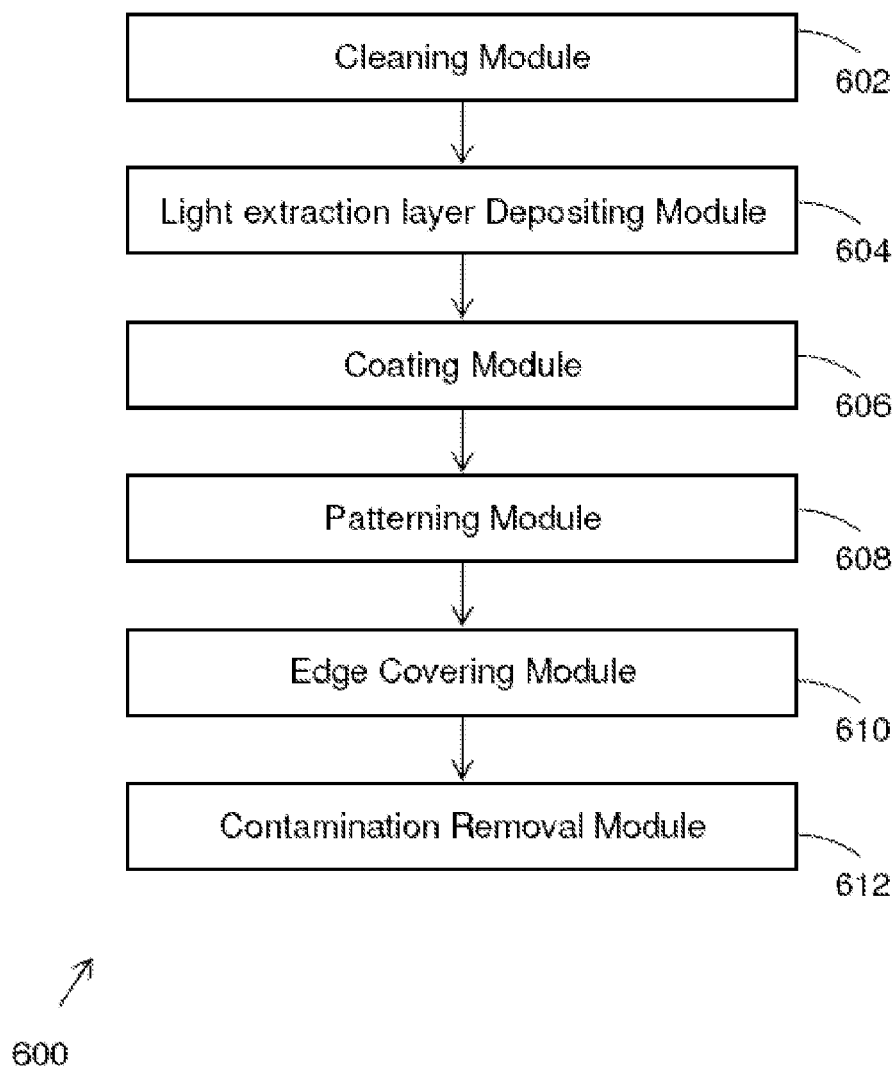 Cleaning Module
602
Light extraction layer Depositing Module
604
Coating Module
606
Patterning Module
608
Edge Covering Module
610
Contamination Removal Module
612
600